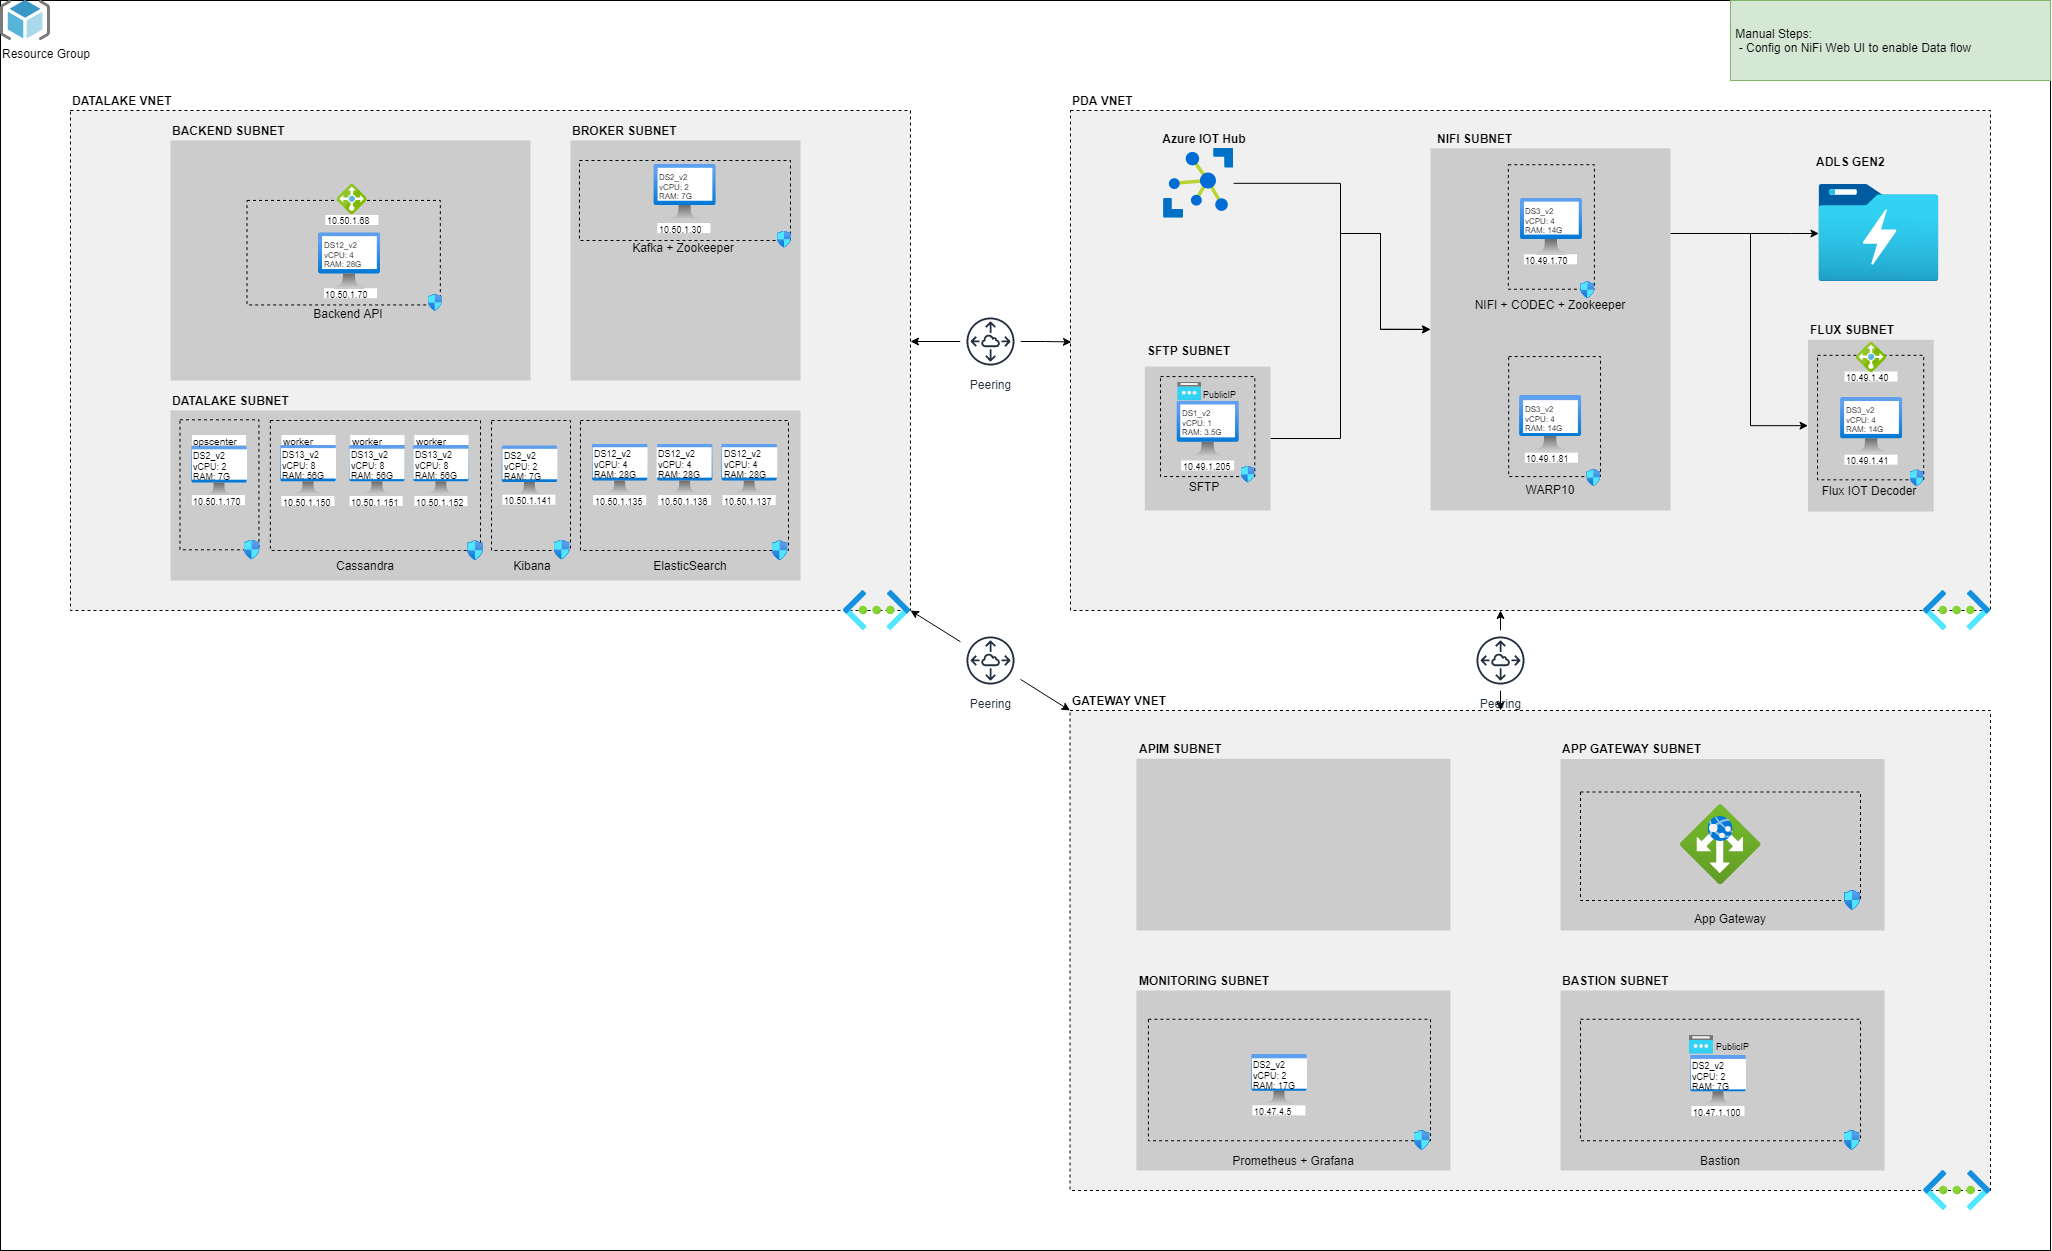 Resource Group
Manual Steps:
- Config on NiFi Web UI to enable Data flow
DATALAKE VNET
BACKEND SUBNET
10.50.1.68
DS12_v2
vCPU: 4
RAM: 28G
10.50.1.70
Backend API
BROKER SUBNET
DS2_v2
vCPU: 2
RAM: 7G
10.50.1.30
Kafka + Zookeeper
DATALAKE SUBNET
opscenter
DS2_v2
vCPU: 2
RAM: 7G
10.50.1.170
worker
DS13_v2
vCPU: 8
RAM: 56G
10.50.1.150
worker
DS13_v2
vCPU: 8
RAM: 56G
10.50.1.151
worker
DS13_v2
vCPU: 8
RAM: 56G
10.50.1.152
Cassandra
DS2_v2
vCPU: 2
RAM: 7G
10.50.1.141
Kibana
DS12_v2
vCPU: 4
RAM: 28G
10.50.1.135
DS12_v2
vCPU: 4
RAM: 28G
10.50.1.136
DS12_v2
vCPU: 4
RAM: 28G
10.50.1.137
ElasticSearch
Peering
PDA VNET
Azure IOT Hub
SFTP SUBNET
PublicIP
DS1_v2
vCPU: 1
RAM: 3.5G
10.49.1.205
SFTP
NIFI SUBNET
DS3_v2
vCPU: 4
RAM: 14G
10.49.1.70
NIFI + CODEC + Zookeeper
DS3_v2
vCPU: 4
RAM: 14G
10.49.1.81
WARP10
ADLS GEN2
FLUX SUBNET
10.49.1.40
DS3_v2
vCPU: 4
RAM: 14G
10.49.1.41
Flux IOT Decoder
Peering
Peering
GATEWAY VNET
APIM SUBNET
APP GATEWAY SUBNET
App Gateway
MONITORING SUBNET
DS2_v2
vCPU: 2
RAM: 17G
10.47.4.5
Prometheus + Grafana
BASTION SUBNET
PublicIP
DS2_v2
vCPU: 2
RAM: 7G
10.47.1.100
Bastion